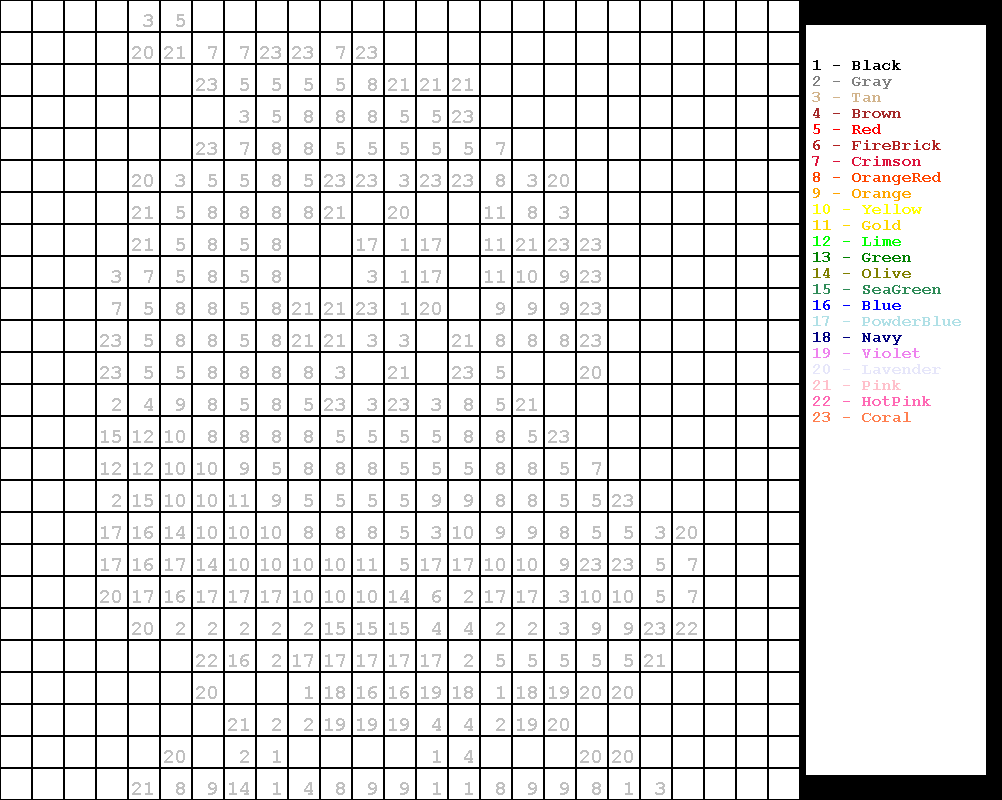 3 5
20 21 7 7 23 23 7 23
23 5 5 5 5 8 21 21 21
3 5 8 8 8 5 5 23
23 7 8 8 5 5 5 5 5 7
20 3 5 5 8 5 23 23 3 23 23 8 3 20
21 5 8 8 8 8 21 20 11 8 3
21 5 8 5 8 17 1 17 11 21 23 23
3 7 5 8 5 8 3 1 17 11 10 9 23
7 5 8 8 5 8 21 21 23 1 20 9 9 9 23
23 5 8 8 5 8 21 21 3 3 21 8 8 8 23
23 5 5 8 8 8 8 3 21 23 5 20
2 4 9 8 5 8 5 23 3 23 3 8 5 21
15 12 10 8 8 8 8 5 5 5 5 8 8 5 23
12 12 10 10 9 5 8 8 8 5 5 5 8 8 5 7
2 15 10 10 11 9 5 5 5 5 9 9 8 8 5 5 23
17 16 14 10 10 10 8 8 8 5 3 10 9 9 8 5 5 3 20
17 16 17 14 10 10 10 10 11 5 17 17 10 10 9 23 23 5 7
20 17 16 17 17 17 10 10 10 14 6 2 17 17 3 10 10 5 7
20 2 2 2 2 2 15 15 15 4 4 2 2 3 9 9 23 22
22 16 2 17 17 17 17 17 2 5 5 5 5 5 21
20 1 18 16 16 19 18 1 18 19 20 20
21 2 2 19 19 19 4 4 2 19 20
20 2 1 1 4 20 20
21 8 9 14 1 4 8 9 9 1 1 8 9 9 8 1 3
1 - Black
2 - Gray
3 - Tan
4 - Brown
5 - Red
6 - FireBrick
7 - Crimson
8 - OrangeRed
9 - Orange
10 - Yellow
11 - Gold
12 - Lime
13 - Green
14 - Olive
15 - SeaGreen
16 - Blue
17 - PowderBlue
18 - Navy
19 - Violet
20 - Lavender
21 - Pink
22 - HotPink
23 - Coral